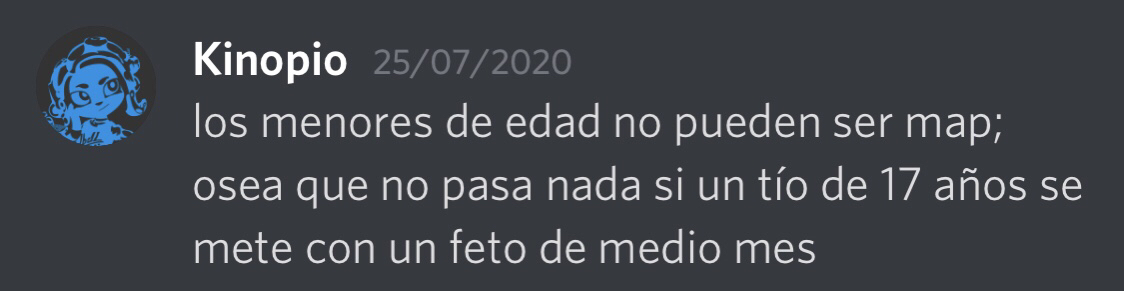 Kinopio 25/07/2020
los menores de edad no pueden ser map;
osea que no pasa nada si un tío de 17 años se
mete con un feto de medio mes